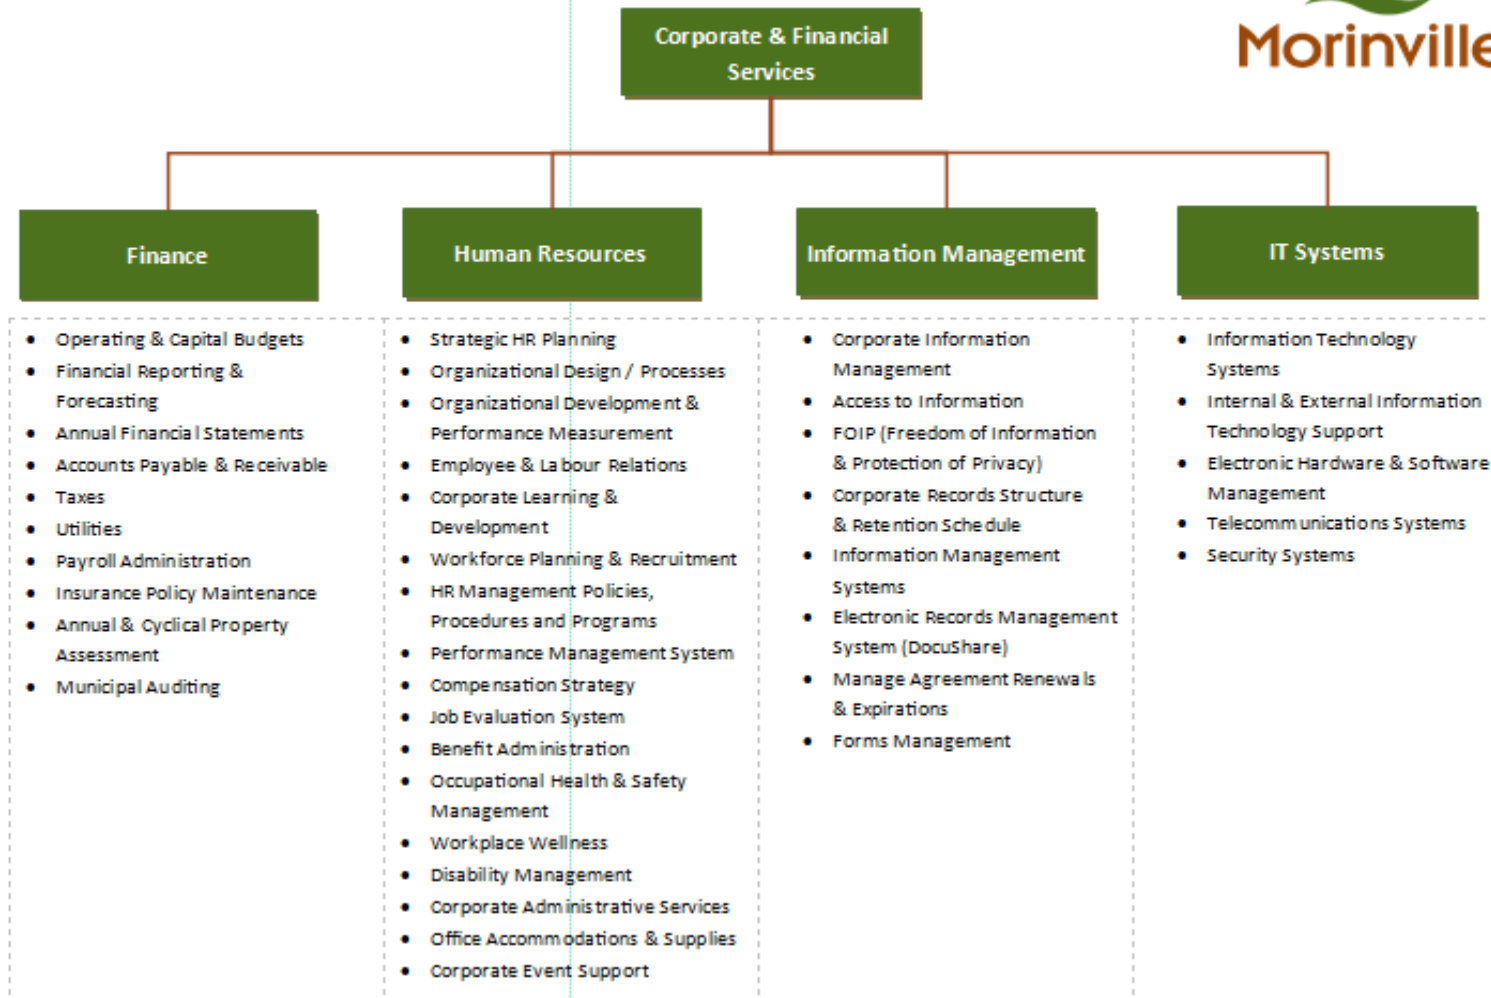 Corporate & Financial
Services
Morinville
Finance
Human Resources
Information Management
IT Systems
• Operating & Capital Budgets
• Financial Reporting &
Forecasting
• Annual Financial Statements
• Accounts Payable & Receivable
• Taxes
• Utilities
• Payroll Administration
• Insurance Policy Maintenance
• Annual & Cyclical Property
Assessment
• Municipal Auditing
• Strategic HR Planning
• Organizational Design / Processes
• Organizational Development &
Performance Measurement
• Employee & Labour Relations
• Corporate Learning &
Development
• Workforce Planning & Recruitment
• HR Management Policies,
Procedures and Programs
• Performance Management System
• Compensation Strategy
• Job Evaluation System
• Benefit Administration
• Occupational Health & Safety
Management
• Workplace Wellness
• Disability Management
• Corporate Administrative Services
• Office Accommodations & Supplies
• Corporate Event Support
• Corporate Information
Management
• Access to Information
• FOIP (Freedom of Information
& Protection of Privacy)
• Corporate Records Structure
& Retention Schedule
• Information Management
Systems
• Electronic Records Management
System (DocuShare)
• Manage Agreement Renewals
& Expirations
• Forms Management
• Information Technology
Systems
• Internal & External Information
Technology Support
• Electronic Hardware & Software
Management
• Telecommunications Systems
• Security Systems